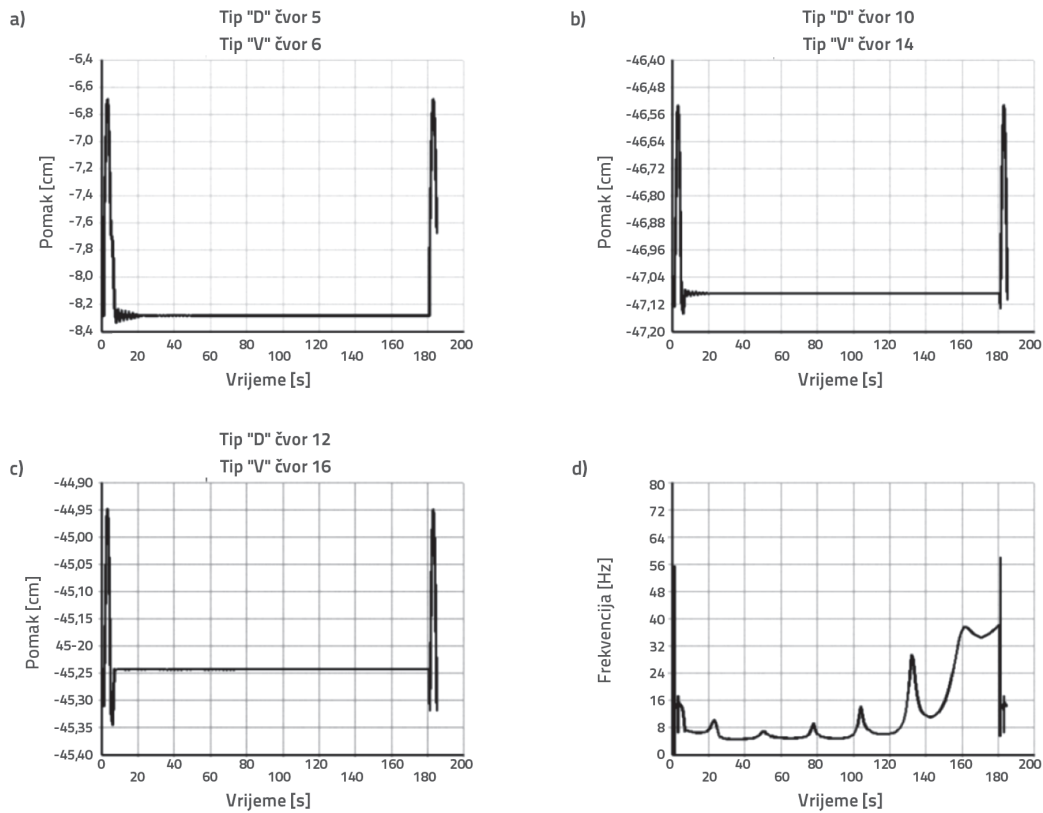 a)
Tip "D" čvor 5
Tip "V" čvor 6
-6,4
-6,6
-6,8
-7,0
-7,2
-7,4
-7,6
-7,8
-8,0
-8,2
-8,4
Pomak [cm]
0 20 40 60 80 100 120 140 160 180 200
Vrijeme [s]
b)
Tip "D" čvor 10
Tip "V" čvor 14
-46,40
-46,48
-46,56
-46,64
-46,72
-46,80
-46,88
-46,96
-47,04
-47,12
-47,20
Pomak [cm]
0 20 40 60 80 100 120 140 160 180 200
Vrijeme [s]
c)
Tip "D" čvor 12
Tip "V" čvor 16
-44,90
-44,95
-45,00
-45,05
-45,10
-45,15
45-20
-45,25
-45,30
-45,35
-45,40
Pomak [cm]
0 20 40 60 80 100 120 140 160 180 200
Vrijeme [s]
d)
80
72
64
56
48
40
32
24
16
8
0
Frekvencija [Hz]
0 20 40 60 80 100 120 140 160 180 200
Vrijeme [s]